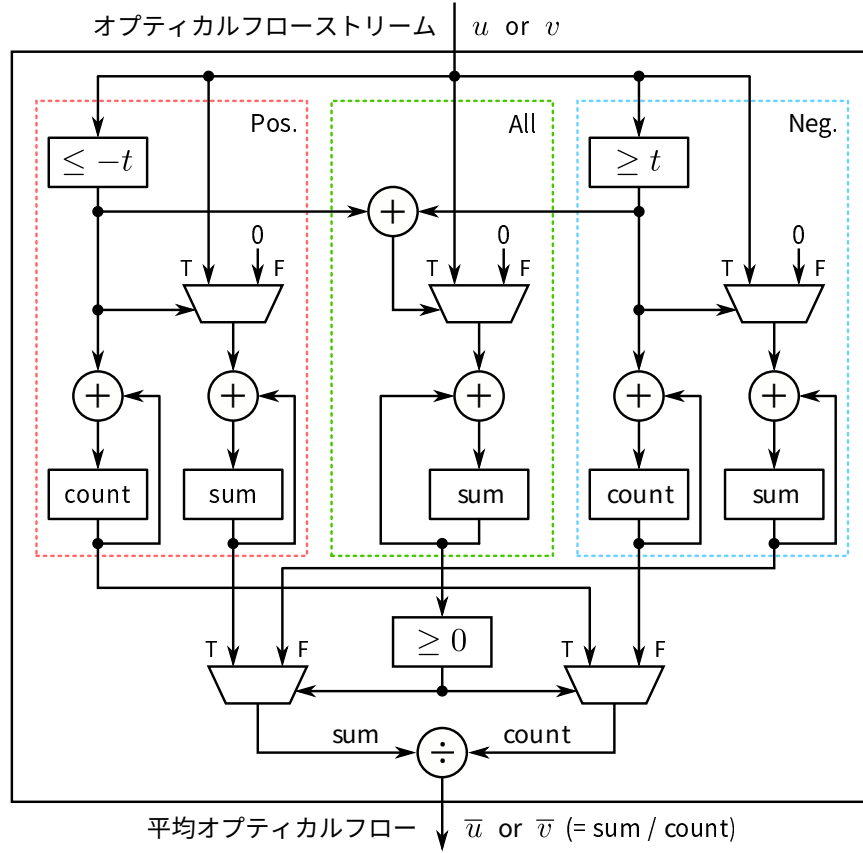 オプティカルフローストリーム u or v
Pos. All Neg.
≤ −t ≥ t
+
0 0 0
T F T F T F
+ + + + +
count sum sum count sum
T F ≥ 0 T F
sum ÷ count
平均オプティカルフロー u̅ or v̅ (= sum / count)